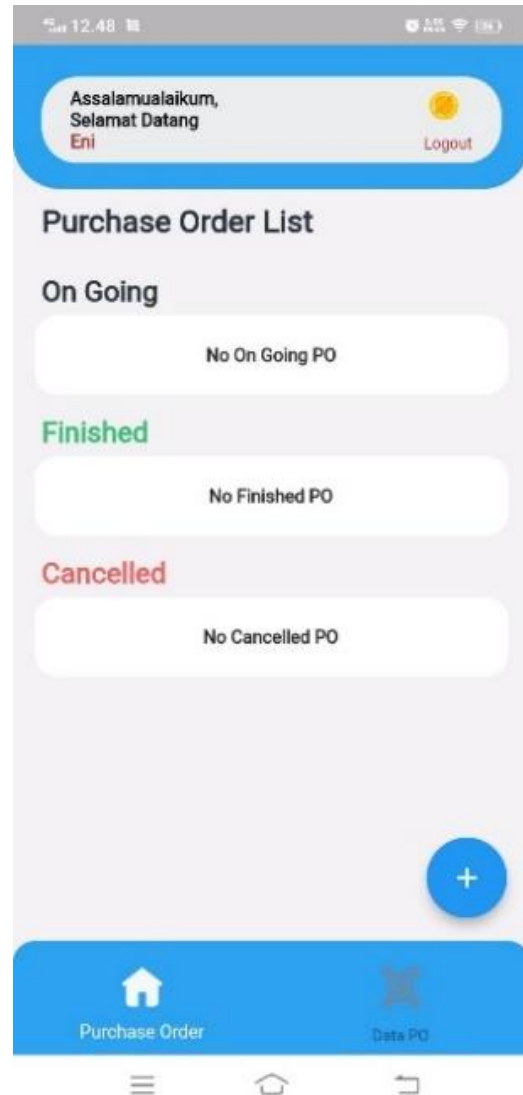 12.48
Assalamualaikum,
Selamat Datang
Eni
Logout
Purchase Order List
On Going
No On Going PO
Finished
No Finished PO
Cancelled
No Cancelled PO
+
Purchase Order
Data PO